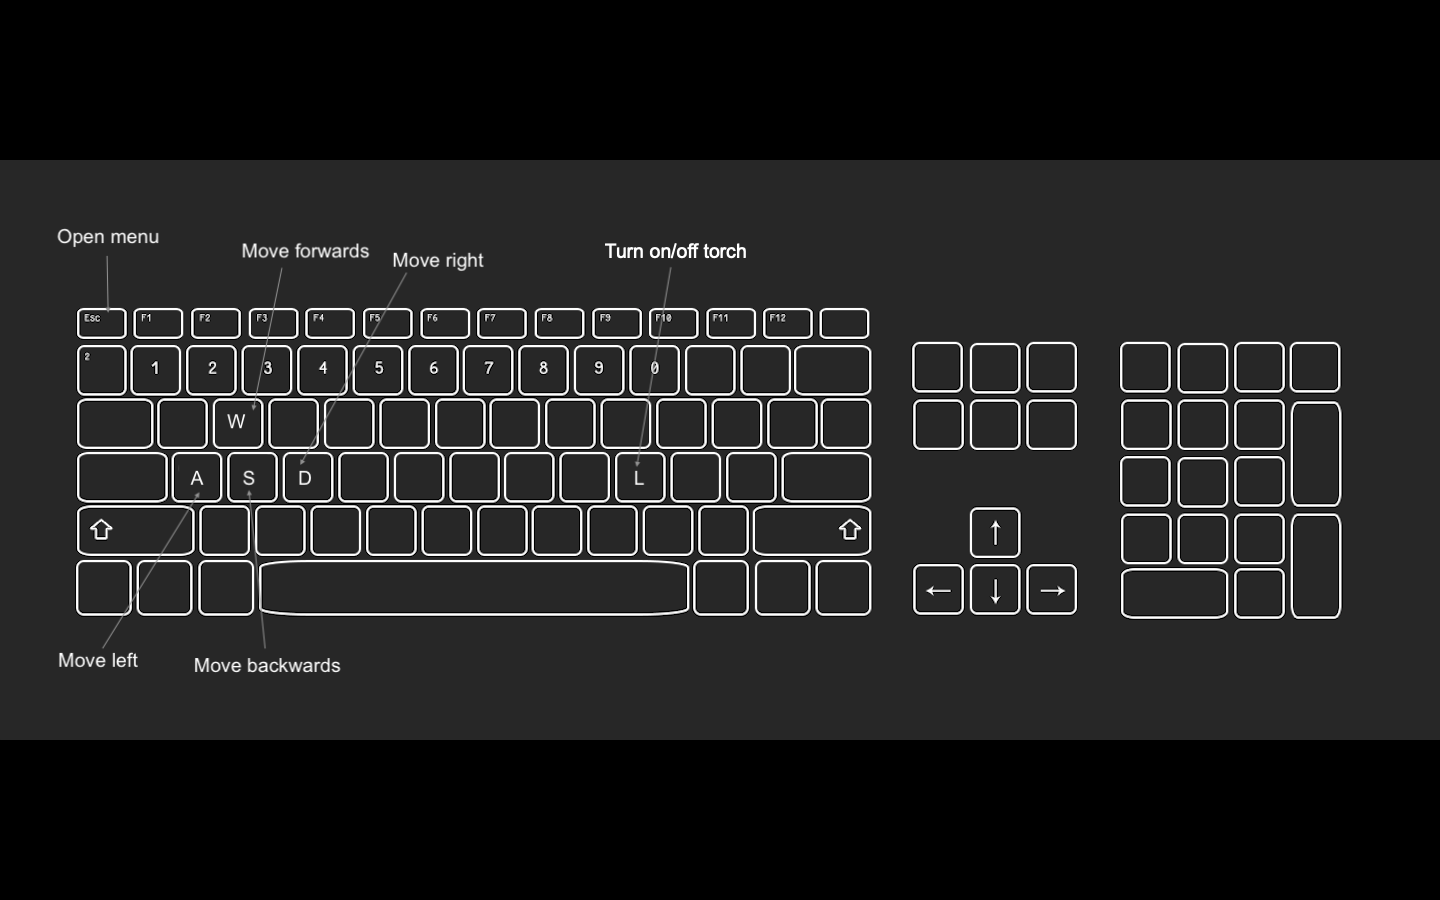 Open menu
Move forwards
Move right
Turn on/off torch
Esc F1 F2 F3 F4 F5 F6 F7 F8 F9 F10 F11 F12
2 1 2 3 4 5 6 7 8 9 0
W
A S D L
⇧ ⇧
↑
← ↓ →
Move left
Move backwards